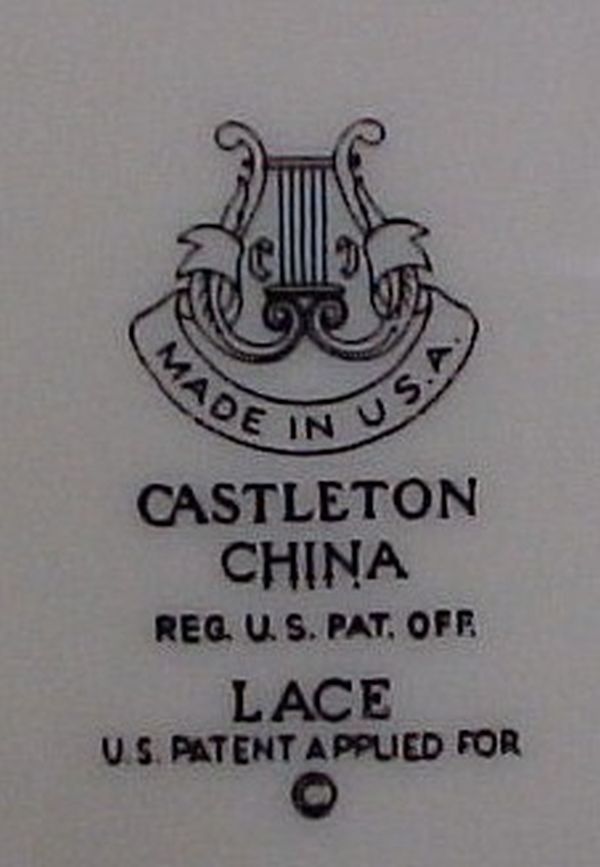 MADE IN U.S.A.
CASTLETON
CHINA
REG. U.S. PAT. OFF.
LACE
U.S. PATENT APPLIED FOR
©